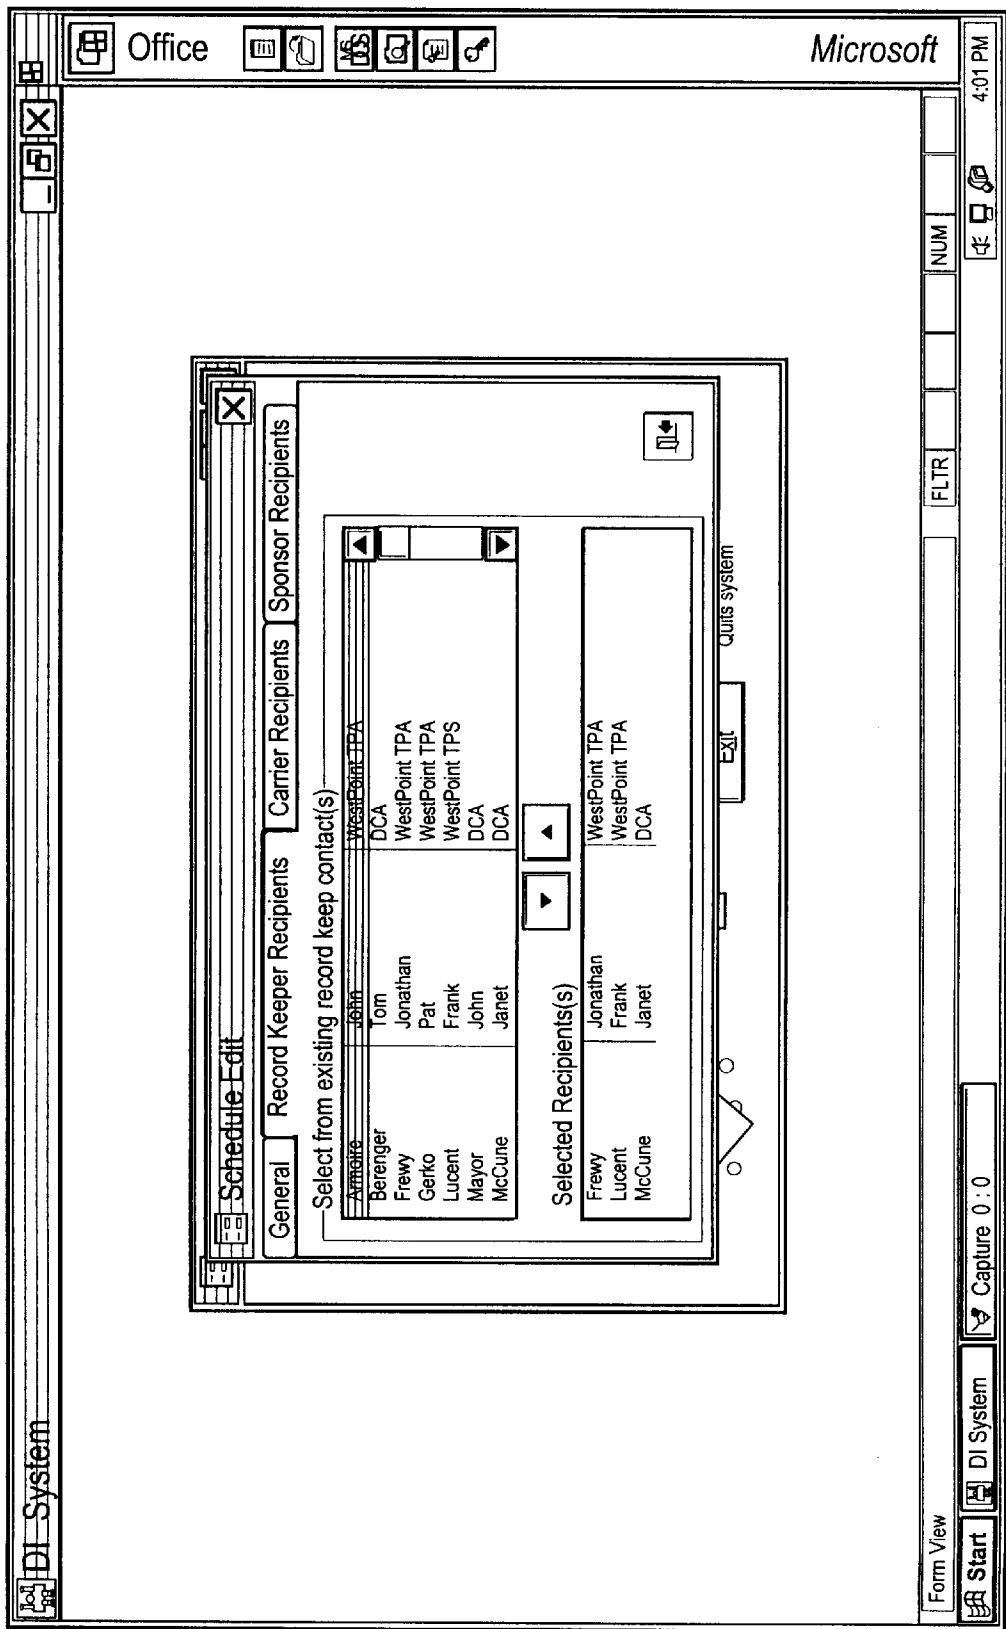 DI System
Office
MS DOS
Microsoft
Schedule Edit
General Record Keeper Recipients Carrier Recipients Sponsor Recipients
Select from existing record keep contact(s)
Armoire John WestPoint TPA
Berenger Tom DCA
Frewy Jonathan WestPoint TPA
Gerko Pat WestPoint TPA
Lucent Frank WestPoint TPS
Mayor John DCA
McCune Janet DCA
Selected Recipients(s)
Frewy Jonathan WestPoint TPA
Lucent Frank WestPoint TPA
McCune Janet DCA
Exit Quits system
Form View FLTR NUM
Start DI System Capture 0 : 0 4:01 PM